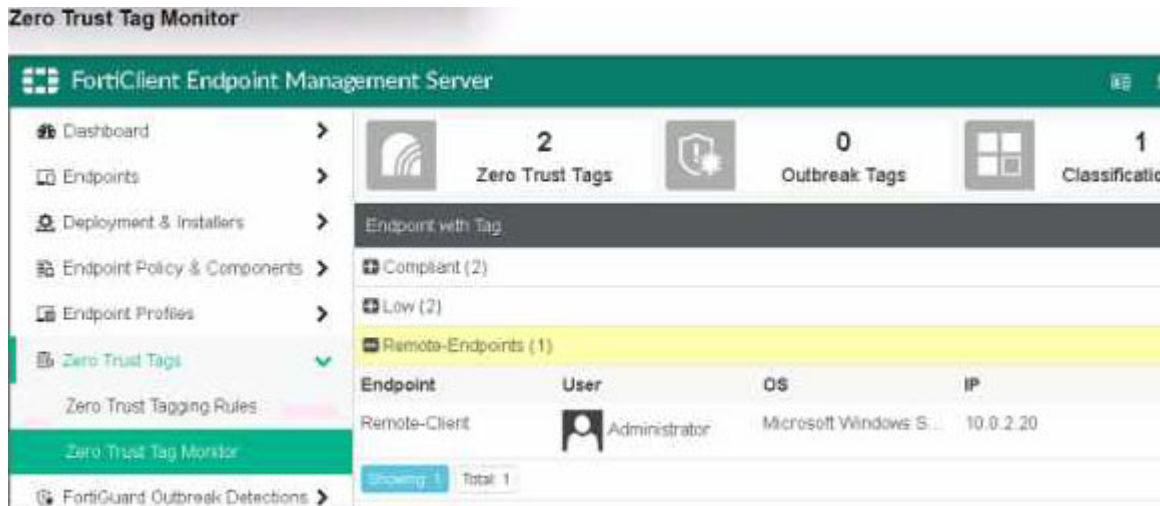 Zero Trust Tag Monitor
FortiClient Endpoint Management Server
Dashboard
Endpoints
Deployment & Installers
Endpoint Policy & Components
Endpoint Profiles
Zero Trust Tags
Zero Trust Tagging Rules
Zero Trust Tag Monitor
FortiGuard Outbreak Detections
2
Zero Trust Tags
0
Outbreak Tags
1
Classificatio
Endpoint with Tag
Compliant (2)
Low (2)
Remote-Endpoints (1)
Endpoint User OS IP
Remote-Client Administrator Microsoft Windows S... 10.0.2.20
Showing: 1 Total: 1